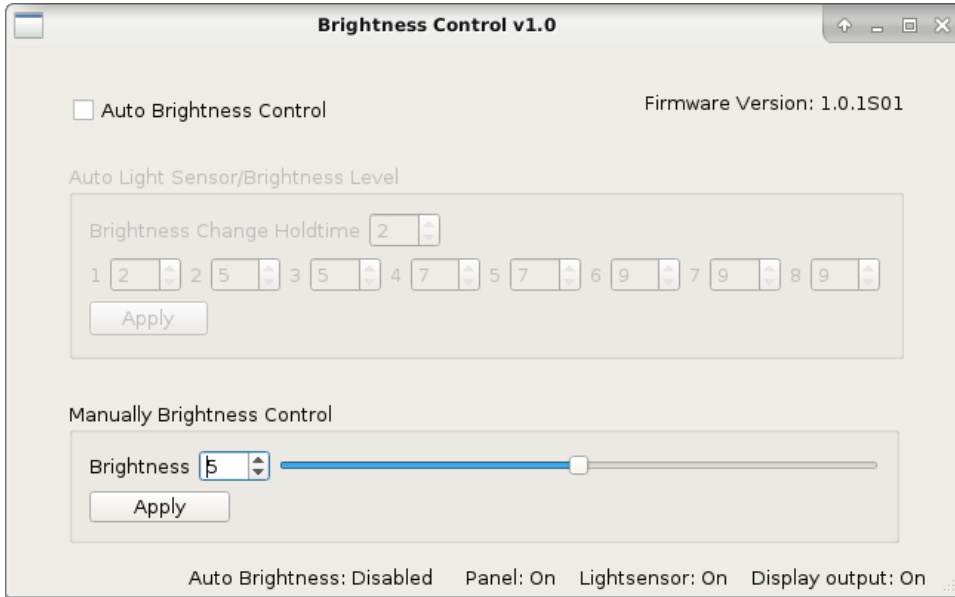 Brightness Control v1.0
Auto Brightness Control
Firmware Version: 1.0.1S01
Auto Light Sensor/Brightness Level
Brightness Change Holdtime 2
1 2 2 5 3 5 4 7 5 7 6 9 7 9 8 9
Apply
Manually Brightness Control
Brightness 5
Apply
Auto Brightness: Disabled Panel: On Lightsensor: On Display output: On